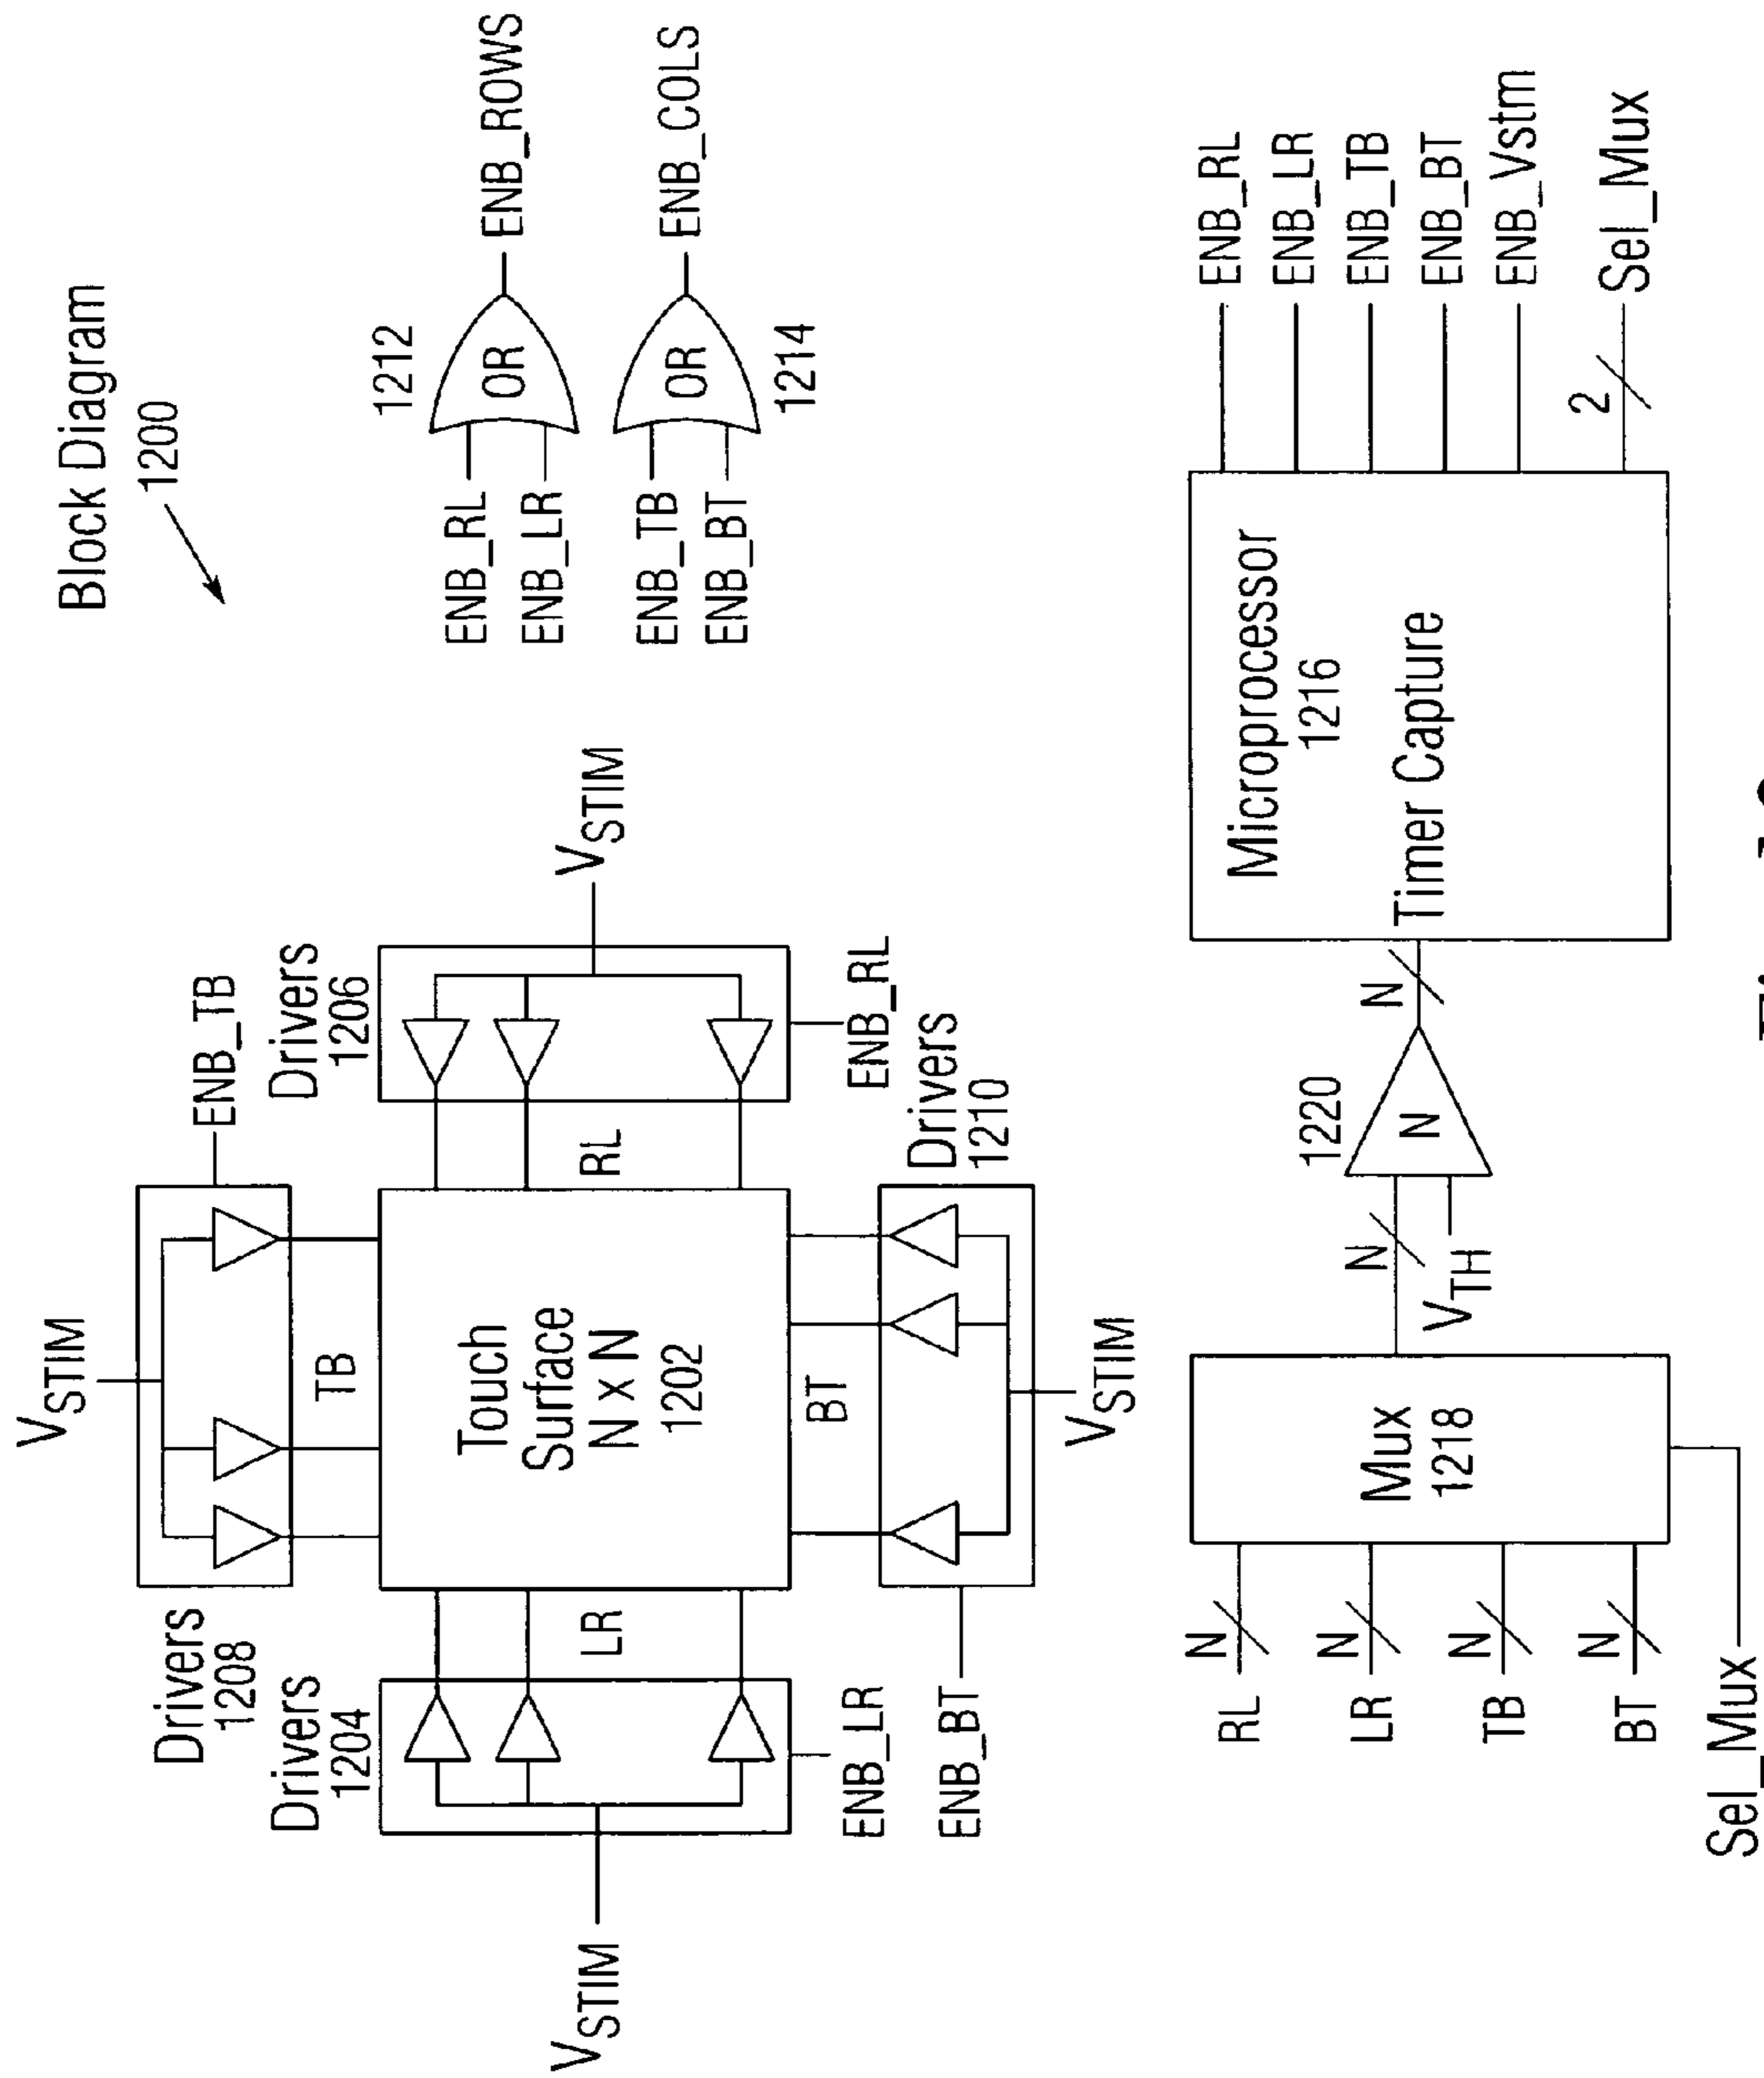 Block Diagram
1200
VSTIM
ENB_TB
Drivers
1208
TB
Drivers
1204
Drivers
1206
VSTIM
LR
Touch
Surface
N x N
1202
RL
VSTIM
ENB_LR
ENB_RL
BT
Drivers
1210
ENB_BT
VSTIM
ENB_RL
ENB_LR
1212
OR
ENB_ROWS
ENB_TB
ENB_BT
OR
1214
ENB_COLS
RL
N
LR
N
TB
N
BT
N
Mux
1218
Sel_Mux
N
VTH
1220
N
N
Microprocessor
1216
Timer Capture
ENB_RL
ENB_LR
ENB_TB
ENB_BT
ENB_Vstm
2
Sel_Mux